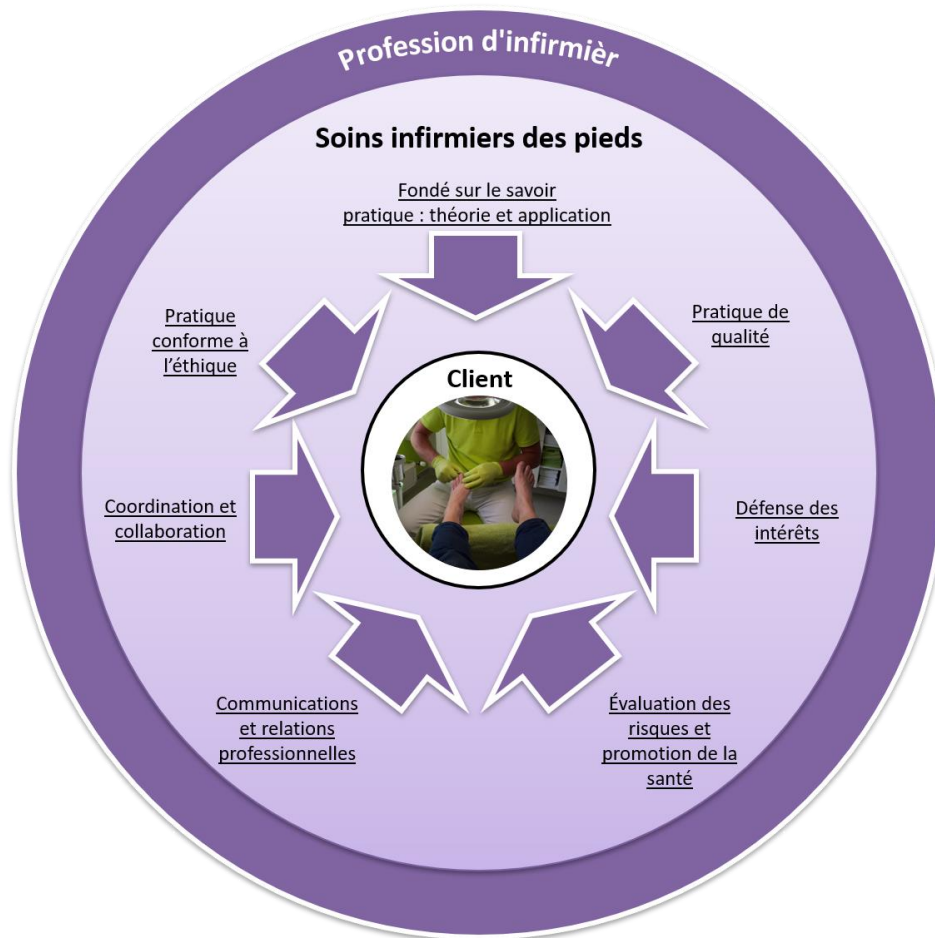 Profession d'infirmièr
Soins infirmiers des pieds
Fondé sur le savoir
pratique : théorie et application
Pratique
conforme à
l'éthique
Pratique de
qualité
Client
Coordination et
collaboration
Défense des
intérêts
Communications
et relations
professionnelles
Évaluation des
risques et
promotion de la
santé